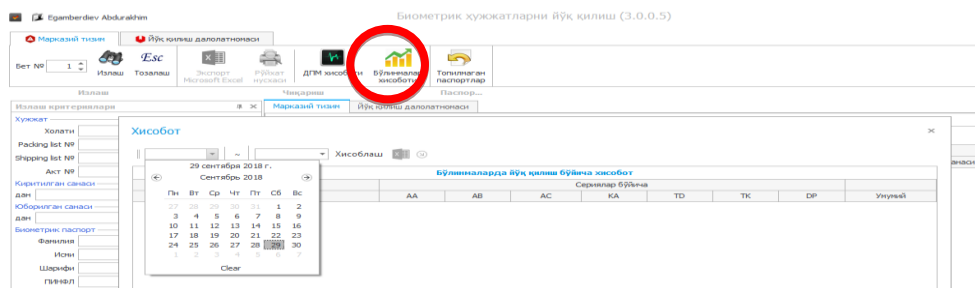 Egamberdiev Abdurakhim
Биометрик ҳужжатларни йўқ қилиш (3.0.0.5)
Марказий тизим
Йўқ қилиш далолатномаси
Бет №
1
Излаш
Esc
Тозалаш
Экспорт
Microsoft Excel
Рўйхат
нусхаси
ДПМ хисоботи
Бўлинмалар
хисоботи
Топилмаган
паспортлар
Излаш
Чиқариш
Паспор...
Излаш критериялари
Марказий тизим
Йўқ қилиш далолатномаси
Хужжат
Холати
Packing list №
Shipping list №
Акт №
Киритилган санаси
дан
Юборилган санаси
дан
Биометрик паспорт
Фамилия
Исми
Шарифи
ПИНФЛ
Хисобот
~
Хисоблаш
29 сентября 2018 г.
Сентябрь 2018
Пн Вт Ср Чт Пт Сб Вс
27 28 29 30 31 1 2
3 4 5 6 7 8 9
10 11 12 13 14 15 16
17 18 19 20 21 22 23
24 25 26 27 28 29 30
1 2 3 4 5 6 7
Clear
Бўлинмаларда йўқ қилиш бўйича хисобот
Сериялар бўйича
AA AB AC KA TD TK DP Умумий